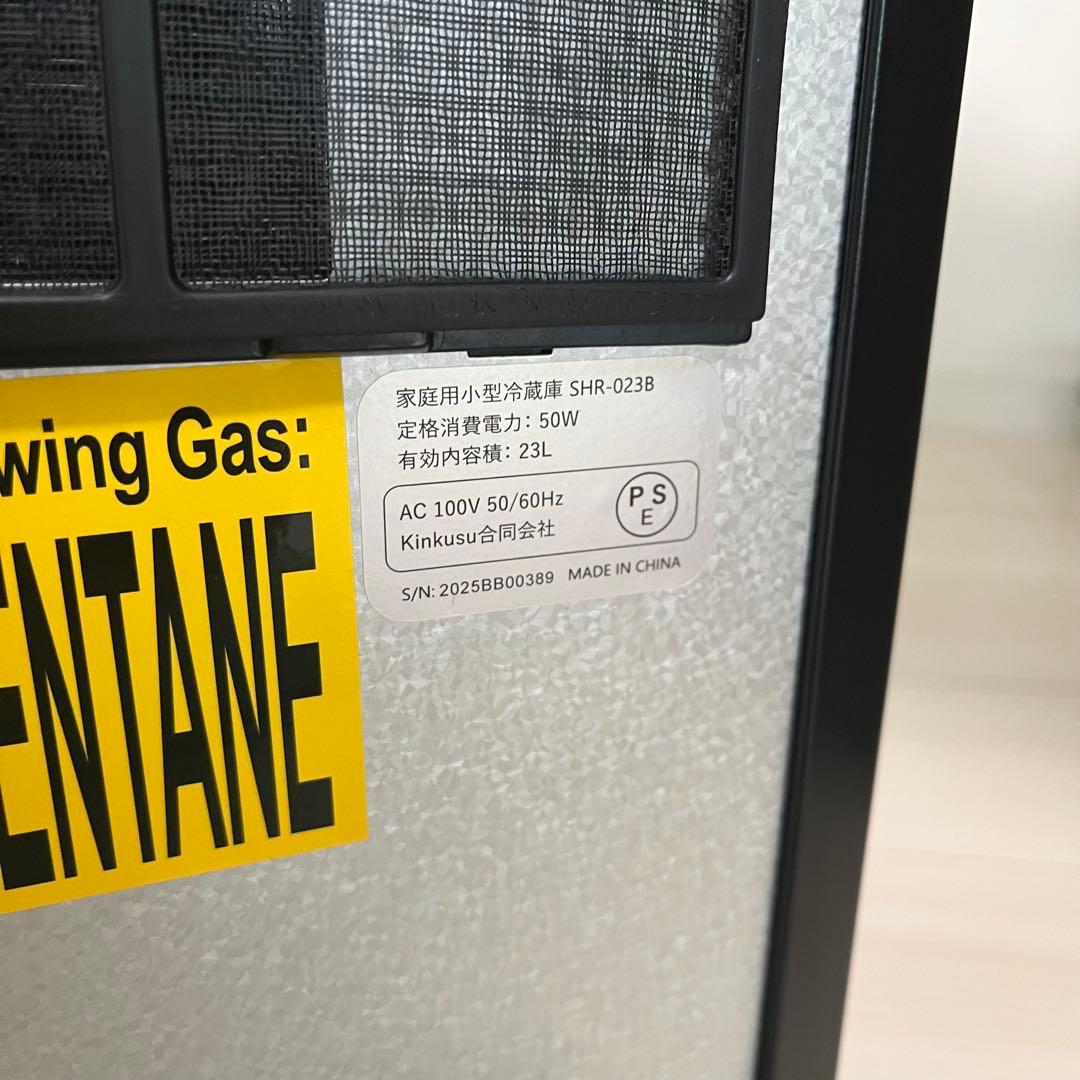 wing Gas:
ENTANE
家庭用小型冷蔵庫 SHR-023B
定格消費電力: 50W
有効内容積: 23L
AC 100V 50/60Hz
Kinkusu合同会社
PSE
S/N: 2025BB00389 MADE IN CHINA